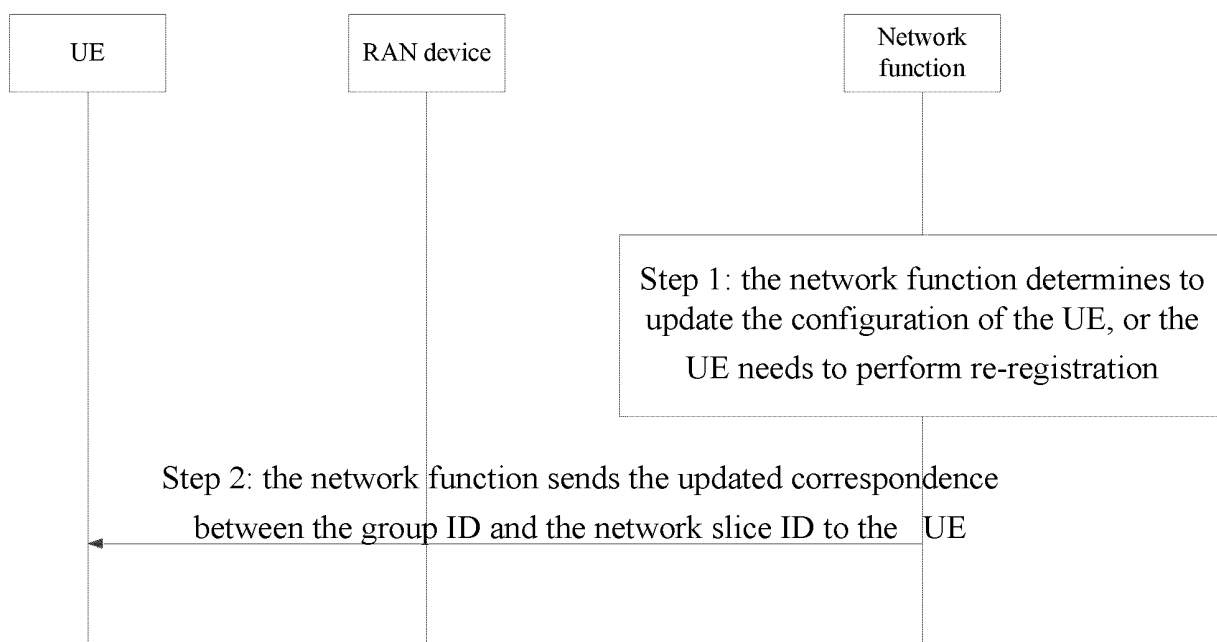 UE
RAN device
Network
function
Step 1: the network function determines to
update the configuration of the UE, or the
UE needs to perform re-registration
Step 2: the network function sends the updated correspondence
between the group ID and the network slice ID to the UE